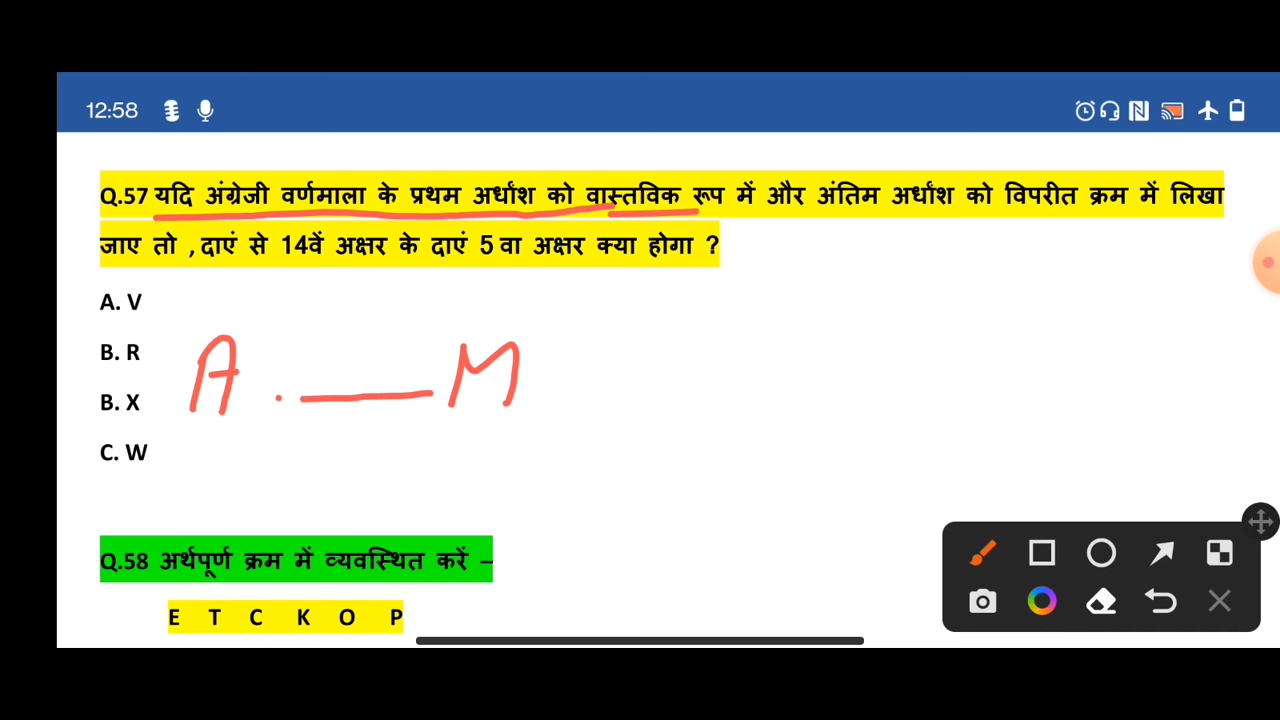 12:58
Q.57 यदि अंग्रेजी वर्णमाला के प्रथम अर्धांश को वास्तविक रूप में और अंतिम अर्धांश को विपरीत क्रम में लिखा
जाए तो , दाएं से 14वें अक्षर के दाएं 5 वा अक्षर क्या होगा ?
A. V
B. R
B. X
C. W
A . — M
Q.58 अर्थपूर्ण क्रम में व्यवस्थित करें –
E T C K O P